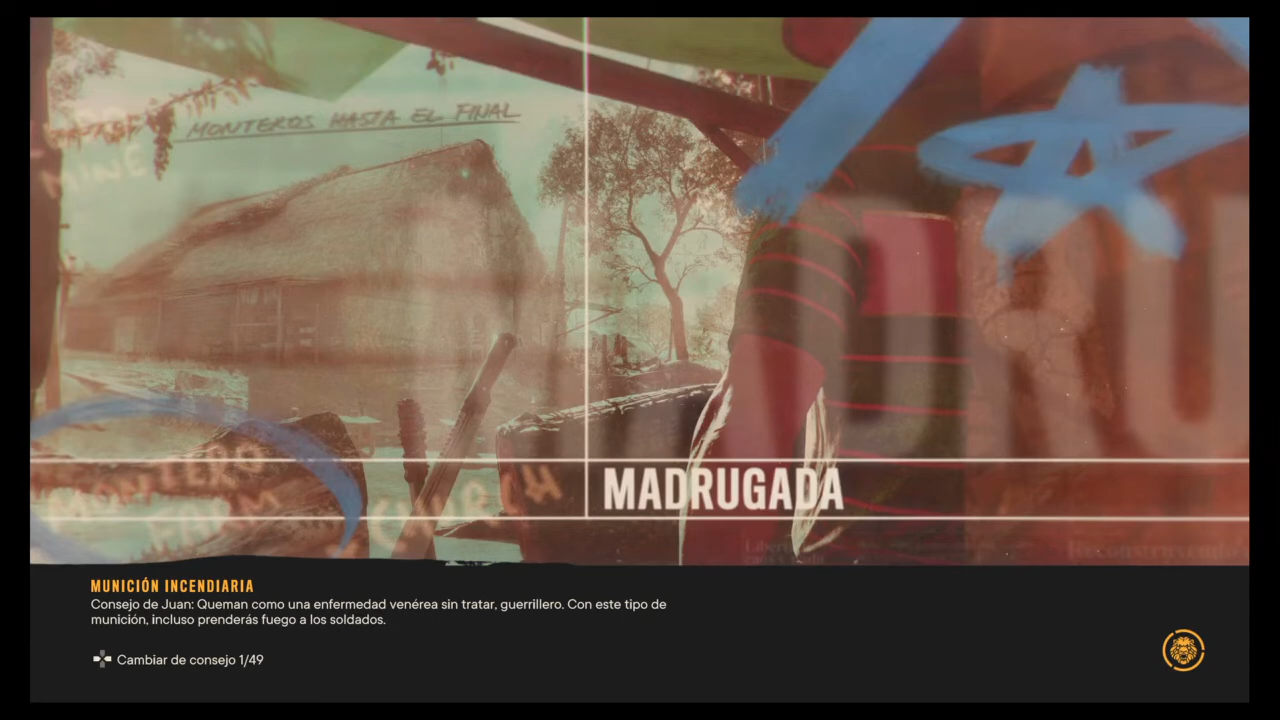 MONTEROS HASTA EL FINAL
MINE
MADRUGADA
MONTERO
FARM
CHURCH
MUNICIÓN INCENDIARIA
Consejo de Juan: Queman como una enfermedad venérea sin tratar, guerrillero. Con este tipo de
munición, incluso prenderás fuego a los soldados.
Cambiar de consejo 1/49